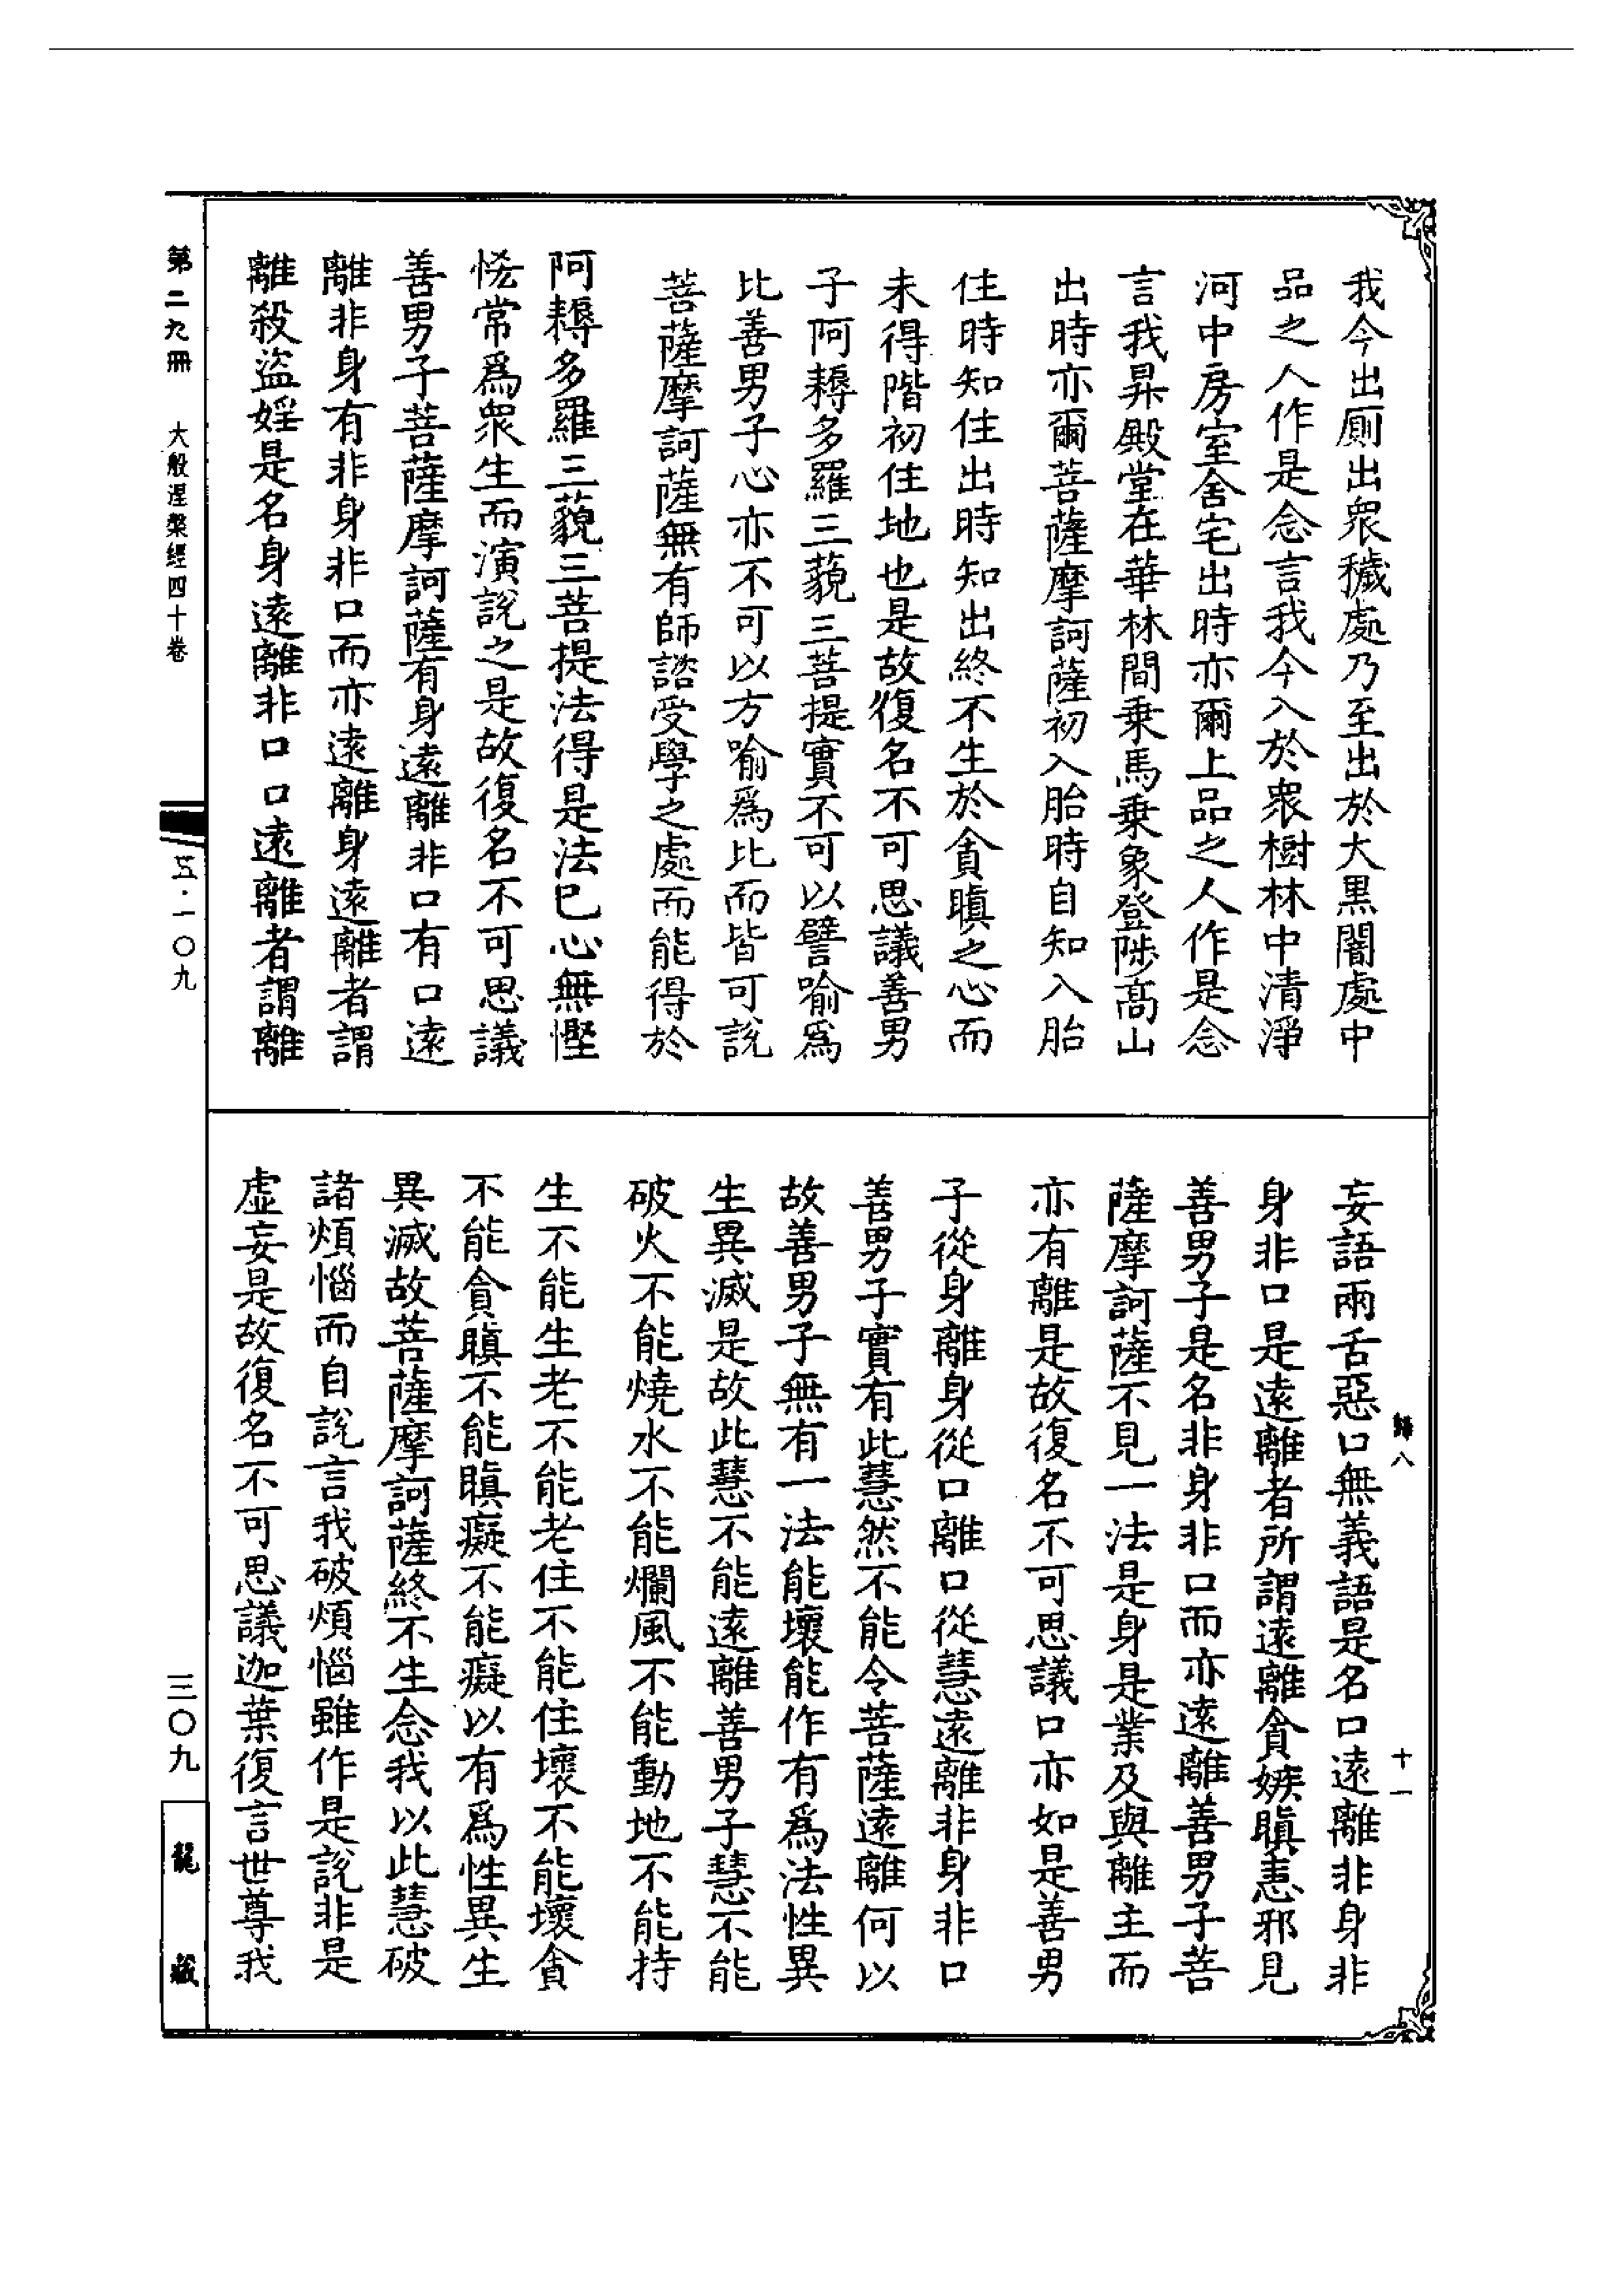 我今出廁出衆穢處乃至出於大黑闇處中
品之人作是念言我今入於衆樹林中清淨
河中房室舍宅出時亦爾上品之人作是念
言我昇殿堂在華林間乗馬乗象登陟髙山
出時亦爾菩薩摩訶薩初入胎時自知入胎
住時知住出時知出終不生於貪瞋之心而
未得階初住地也是故復名不可思議善男
子阿耨多羅三藐三菩提實不可以譬喻爲
比善男子心亦不可以方喻爲比而皆可說
菩薩摩訶薩無有師諮受學之處而能得於
阿耨多羅三藐三菩提法得是法已心無慳
悋常爲衆生而演說之是故復名不可思議
善男子菩薩摩訶薩有身遠離非口有口遠
離非身有非身非口而亦遠離身遠離者謂
離殺盜婬是名身遠離非口口遠離者謂離
歸八
十一
妄語兩舌惡口無義語是名口遠離非身非
身非口是遠離者所謂遠離貪嫉瞋恚邪見
善男子是名非身非口而亦遠離善男子菩
薩摩訶薩不見一法是身是業及與離主而
亦有離是故復名不可思議口亦如是善男
子從身離身從口離口從慧遠離非身非口
善男子實有此慧然不能令菩薩遠離何以
故善男子無有一法能壞能作有爲法性異
生異滅是故此慧不能遠離善男子慧不能
破火不能燒水不能爛風不能動地不能持
生不能生老不能老住不能住壞不能壞貪
不能貪瞋不能瞋癡不能癡以有爲性異生
異滅故菩薩摩訶薩終不生念我以此慧破
諸煩惱而自說言我破煩惱雖作是說非是
虛妄是故復名不可思議迦葉復言世尊我
第二九冊
大般涅槃經四十卷
五·一〇九
三〇九
龍藏